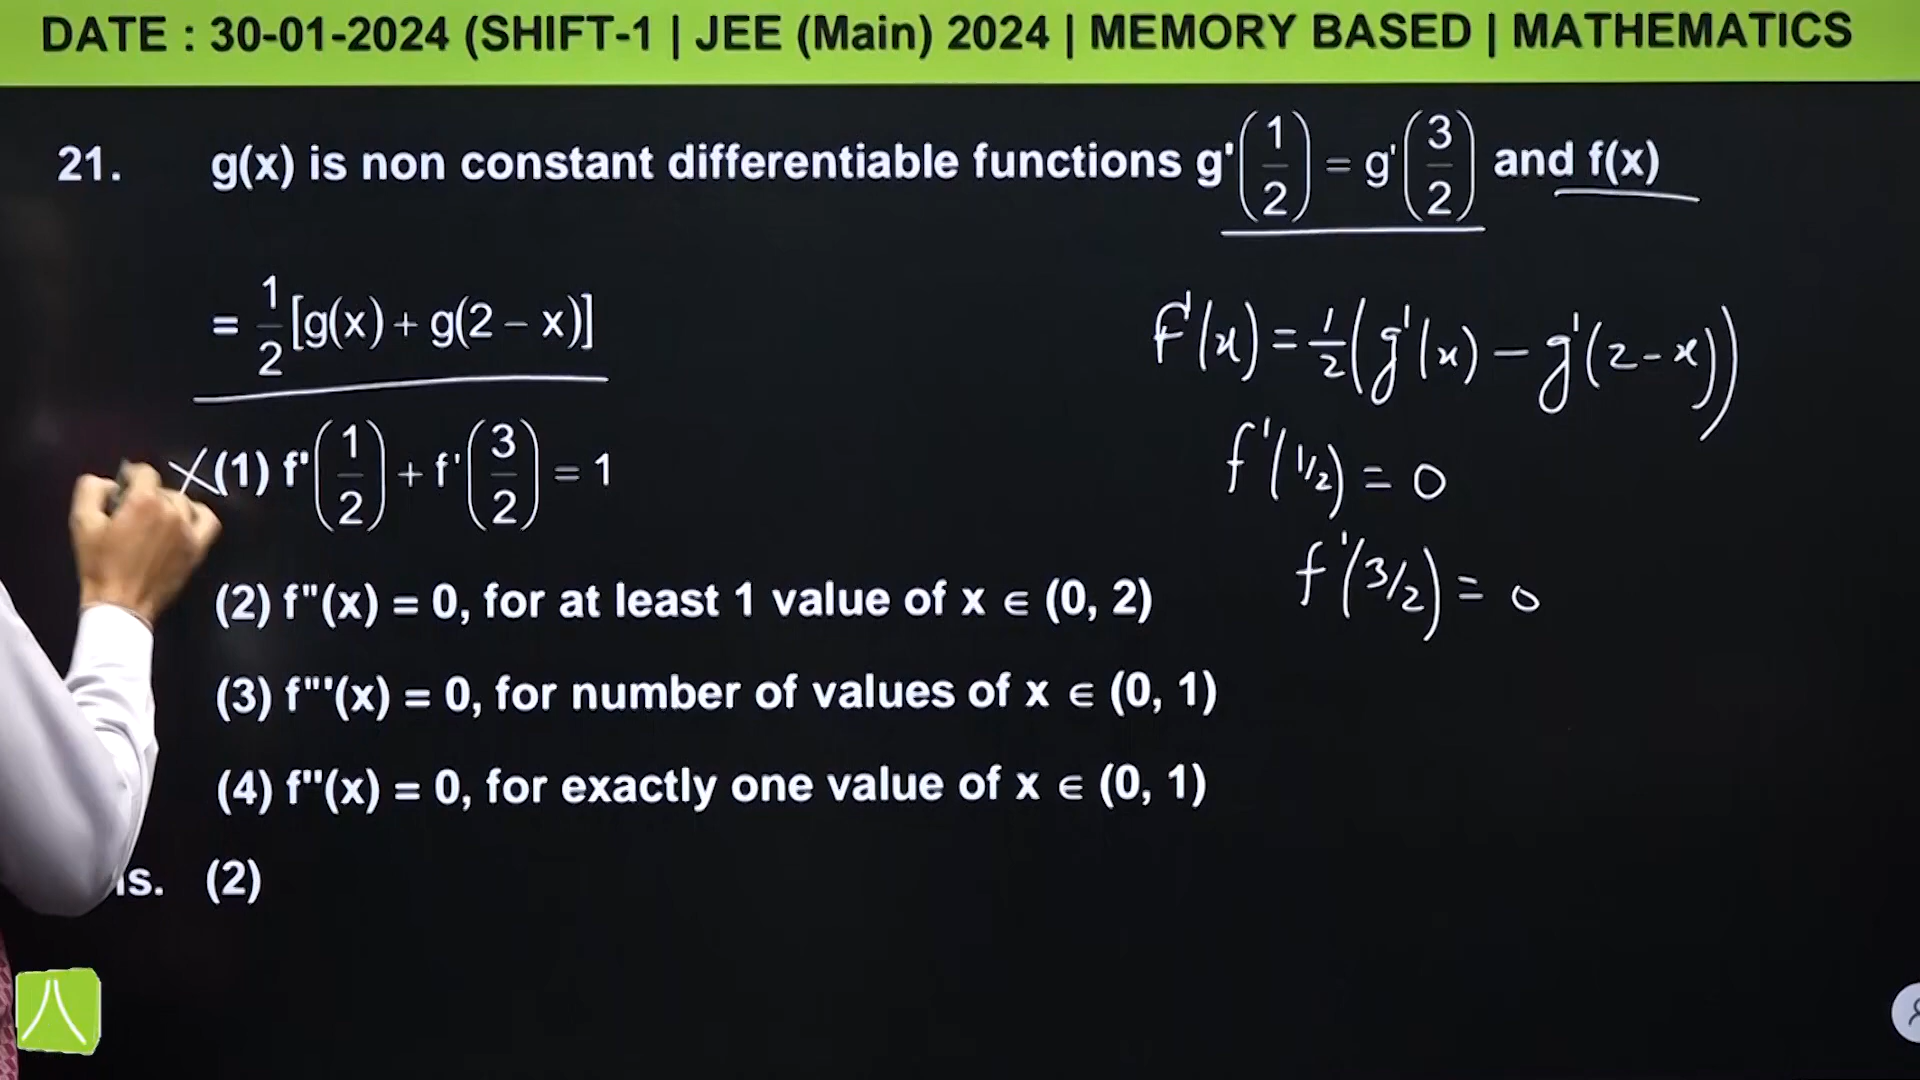 DATE : 30-01-2024 (SHIFT-1 | JEE (Main) 2024 | MEMORY BASED | MATHEMATICS
21. g(x) is non constant differentiable functions g'(1/2) = g'(3/2) and f(x)
= 1/2 [g(x) + g(2 – x)]
f'(x) = 1/2 (g'(x) – g'(2-x))
X (1) f'(1/2) + f'(3/2) = 1
f'(1/2) = 0
f'(3/2) = 0
(2) f"(x) = 0, for at least 1 value of x ∈ (0, 2)
(3) f"'(x) = 0, for number of values of x ∈ (0, 1)
(4) f"(x) = 0, for exactly one value of x ∈ (0, 1)
is. (2)